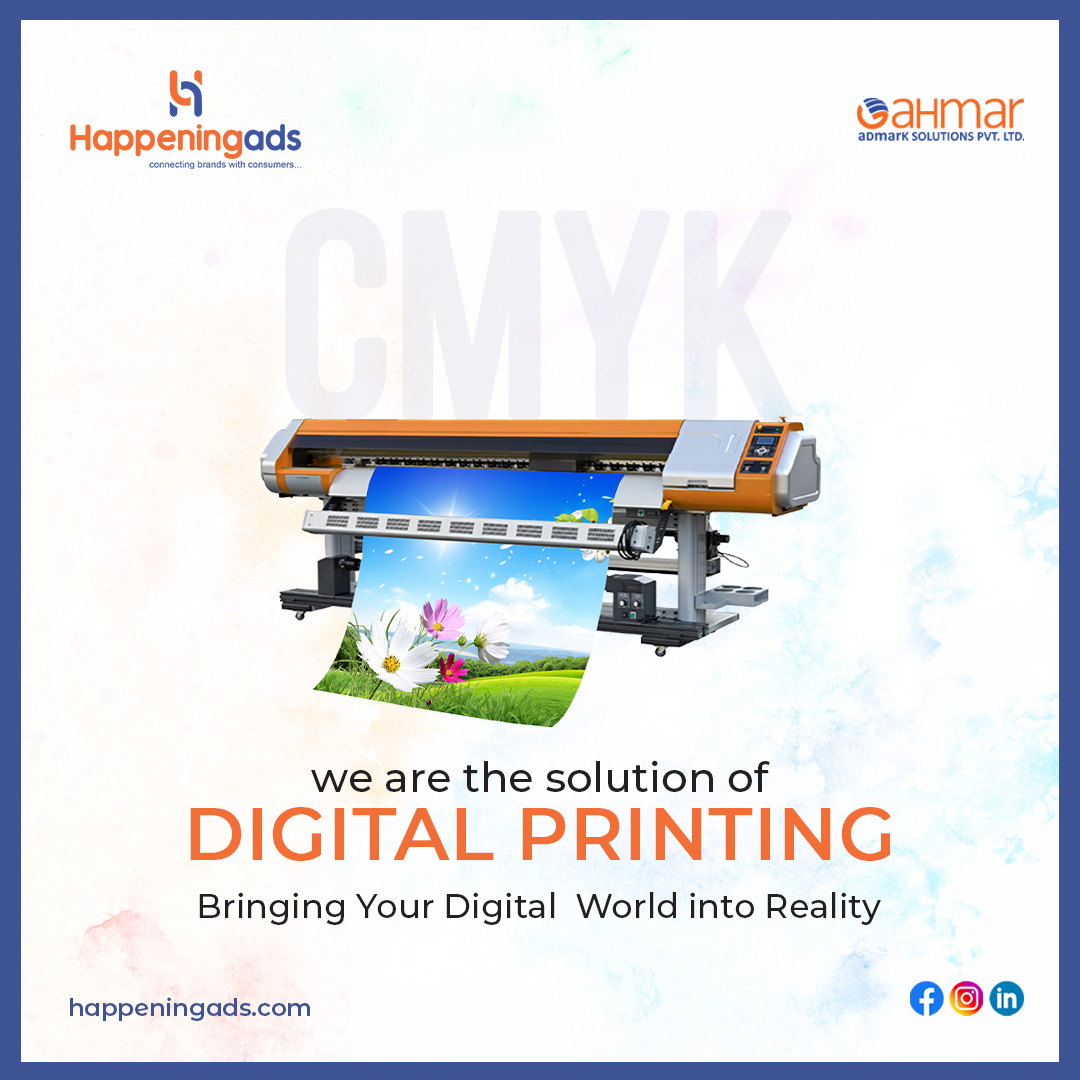 Happeningads
connecting brands with consumers...
aHmar
aDmarK SOLUTIONS PVT. LTD.
CMYK
we are the solution of
DIGITAL PRINTING
Bringing Your Digital World into Reality
happeningads.com